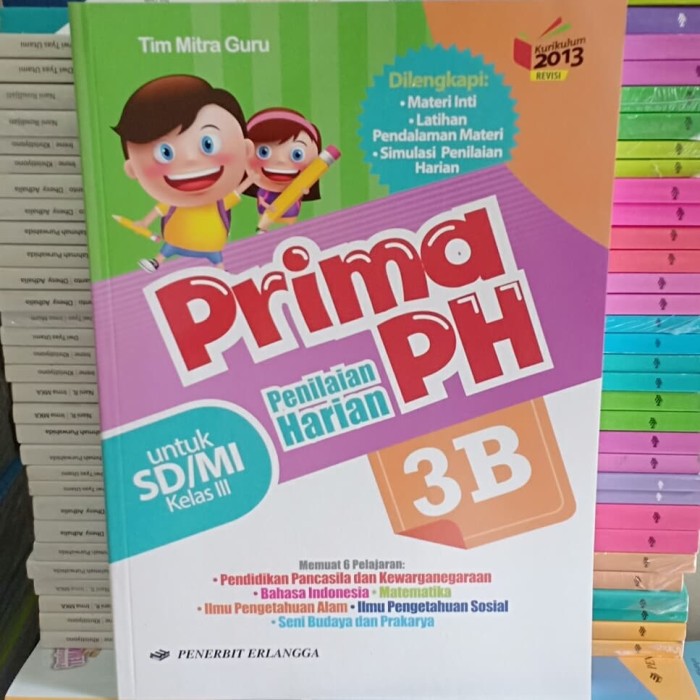 Tim Mitra Guru
Kurikulum
2013
REVISI
Dilengkapi:
• Materi Inti
• Latihan
Pendalaman Materi
• Simulasi Penilaian
Harian
Prima
PH
Penilaian
Harian
untuk
SD/MI
Kelas III
3B
Memuat 6 Pelajaran:
• Pendidikan Pancasila dan Kewarganegaraan
• Bahasa Indonesia • Matematika
• Ilmu Pengetahuan Alam • Ilmu Pengetahuan Sosial
• Seni Budaya dan Prakarya
PENERBIT ERLANGGA